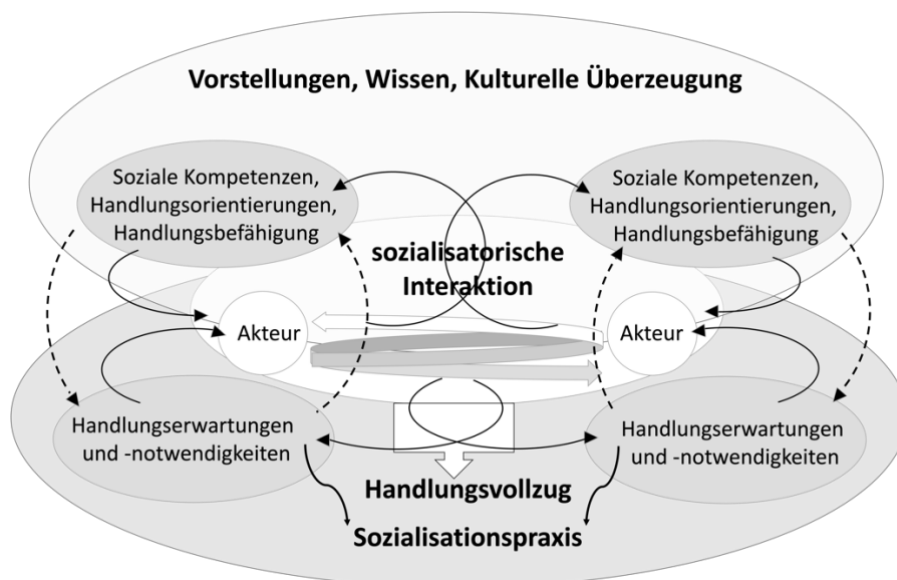 Vorstellungen, Wissen, Kulturelle Überzeugung
Soziale Kompetenzen,
Handlungsorientierungen,
Handlungsbefähigung
Soziale Kompetenzen,
Handlungsorientierungen,
Handlungsbefähigung
sozialisatorische
Interaktion
Akteur
Akteur
Handlungserwartungen
und -notwendigkeiten
Handlungserwartungen
und -notwendigkeiten
Handlungsvollzug
Sozialisationspraxis